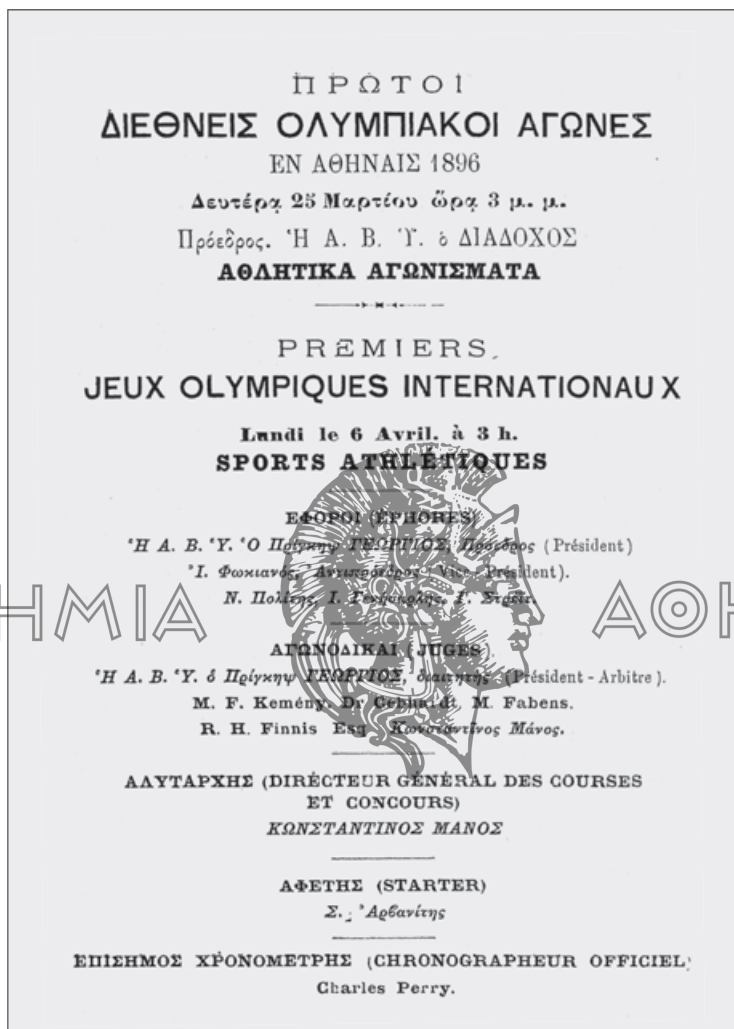 ΠΡΩΤΟΙ
ΔΙΕΘΝΕΙΣ ΟΛΥΜΠΙΑΚΟΙ ΑΓΩΝΕΣ
ΕΝ ΑΘΗΝΑΙΣ 1896
Δευτέρᾳ 25 Μαρτίου ὥρᾳ 3 μ. μ.
Πρόεδρος. Ἡ Α. Β. Ὑ. ὁ ΔΙΑΔΟΧΟΣ
ΑΘΛΗΤΙΚΑ ΑΓΩΝΙΣΜΑΤΑ
PREMIERS
JEUX OLYMPIQUES INTERNATIONAUX
Lundi le 6 Avril. à 3 h.
SPORTS ATHLÉTIQUES
ΕΦΟΡΟΙ (ÉPHORES)
Ἡ Α. Β. Ὑ. Ὁ Πρίγκηψ ΓΕΩΡΓΙΟΣ, Πρόεδρος (Président)
Ἰ. Φωκιανός, Ἀντιπρόεδρος (Vice-Président).
Ν. Πολίτης, Ι. Γ. Στρέιτ.
ΗΜΙΑ ΑΘΗ
ΑΓΩΝΟΔΙΚΑΙ (JUGES)
Ἡ Α. Β. Ὑ. ὁ Πρίγκηψ ΓΕΩΡΓΙΟΣ, διαιτητής (Président - Arbitre).
M. F. Kemény. Dr Gebhardt. M. Fabens.
R. H. Finnis Esq Κωνσταντῖνος Μάνος.
ΑΛΥΤΑΡΧΗΣ (DIRÉCTEUR GÉNÉRAL DES COURSES
ET CONCOURS)
ΚΩΝΣΤΑΝΤΙΝΟΣ ΜΑΝΟΣ
ΑΦΕΤΗΣ (STARTER)
Σ. Ἀρβανίτης
ΕΠΙΣΗΜΟΣ ΧΡΟΝΟΜΕΤΡΗΣ (CHRONOGRAPHEUR OFFICIEL)
Charles Perry.